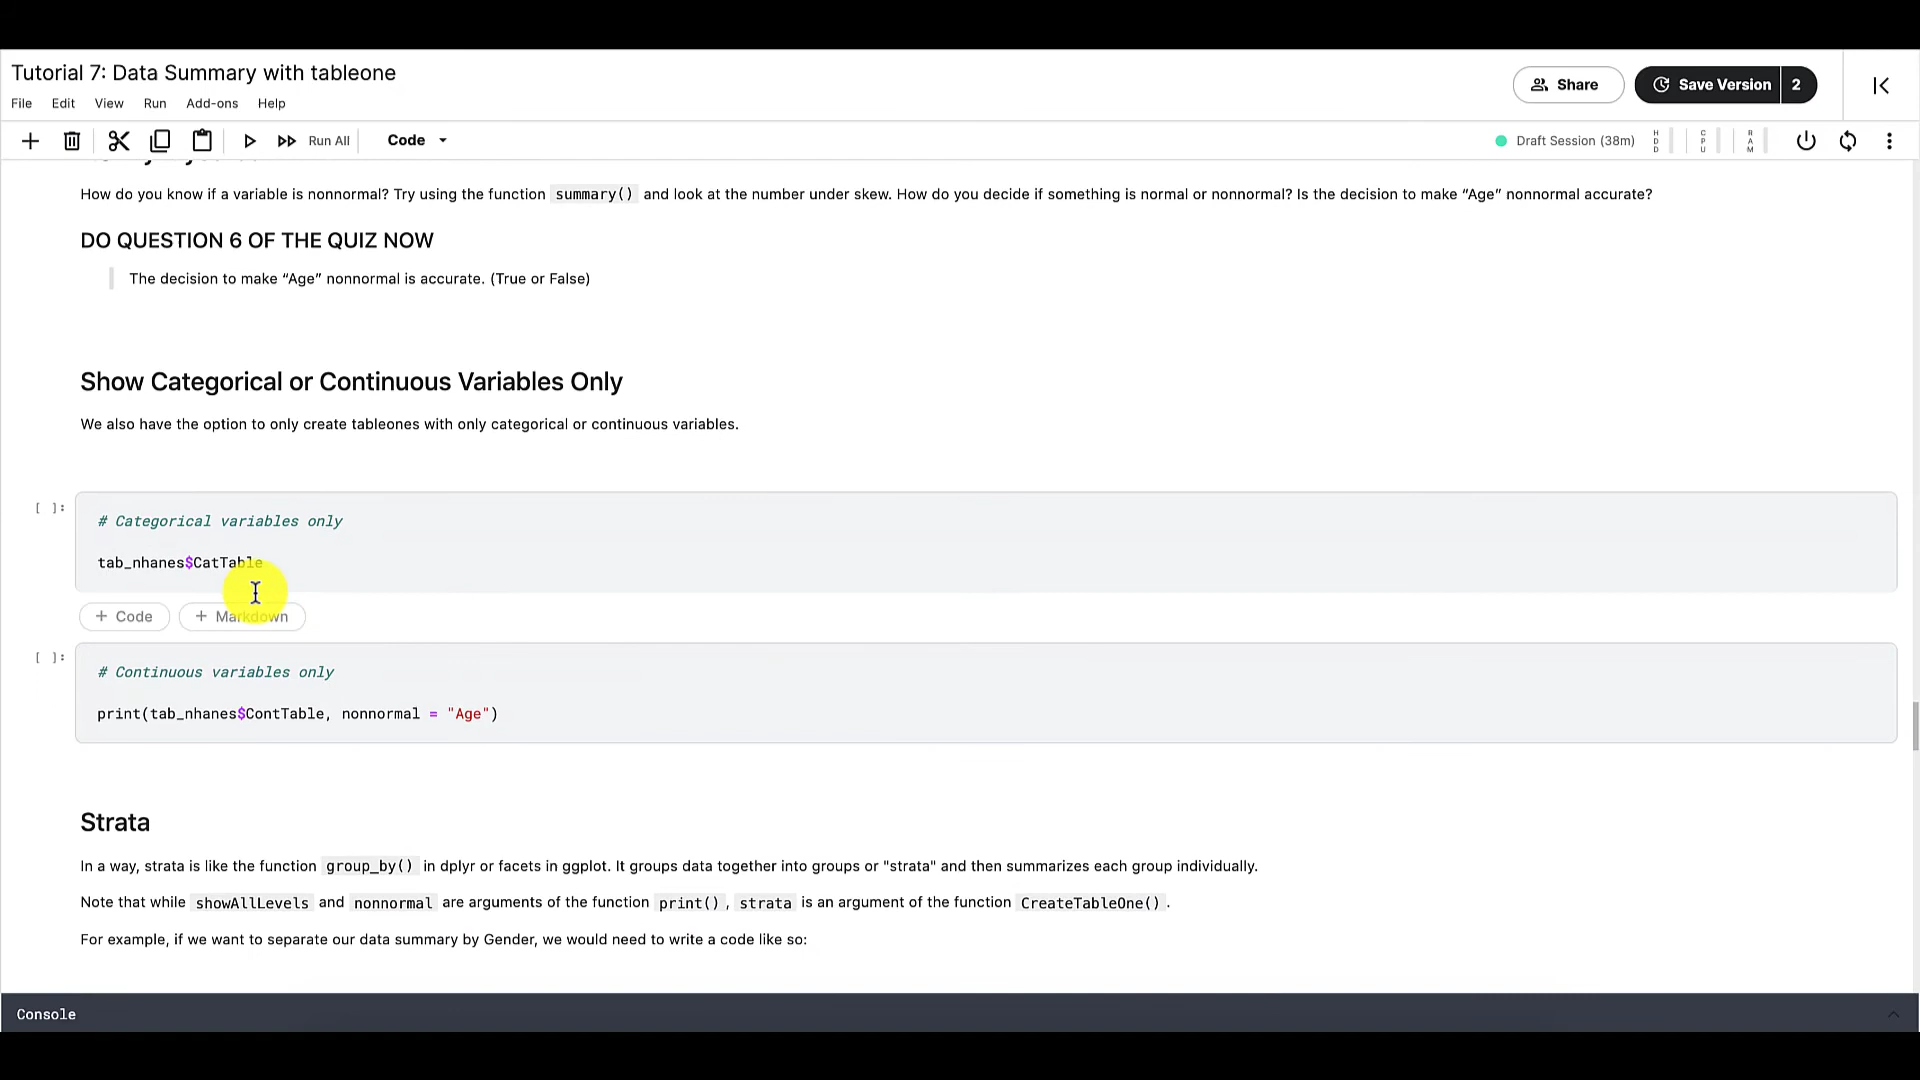 Tutorial 7: Data Summary with tableone
Share
Save Version 2
File Edit View Run Add-ons Help
Run All
Code
Draft Session (38m)
HDD
CPU
RAM
How do you know if a variable is nonnormal? Try using the function summary() and look at the number under skew. How do you decide if something is normal or nonnormal? Is the decision to make “Age” nonnormal accurate?
DO QUESTION 6 OF THE QUIZ NOW
The decision to make “Age” nonnormal is accurate. (True or False)
Show Categorical or Continuous Variables Only
We also have the option to only create tableones with only categorical or continuous variables.
[ ]:
# Categorical variables only
tab_nhanes$CatTable
+ Code + Markdown
[ ]:
# Continuous variables only
print(tab_nhanes$ContTable, nonnormal = "Age")
Strata
In a way, strata is like the function group_by() in dplyr or facets in ggplot. It groups data together into groups or "strata" and then summarizes each group individually.
Note that while showAllLevels and nonnormal are arguments of the function print(), strata is an argument of the function CreateTableOne().
For example, if we want to separate our data summary by Gender, we would need to write a code like so:
Console